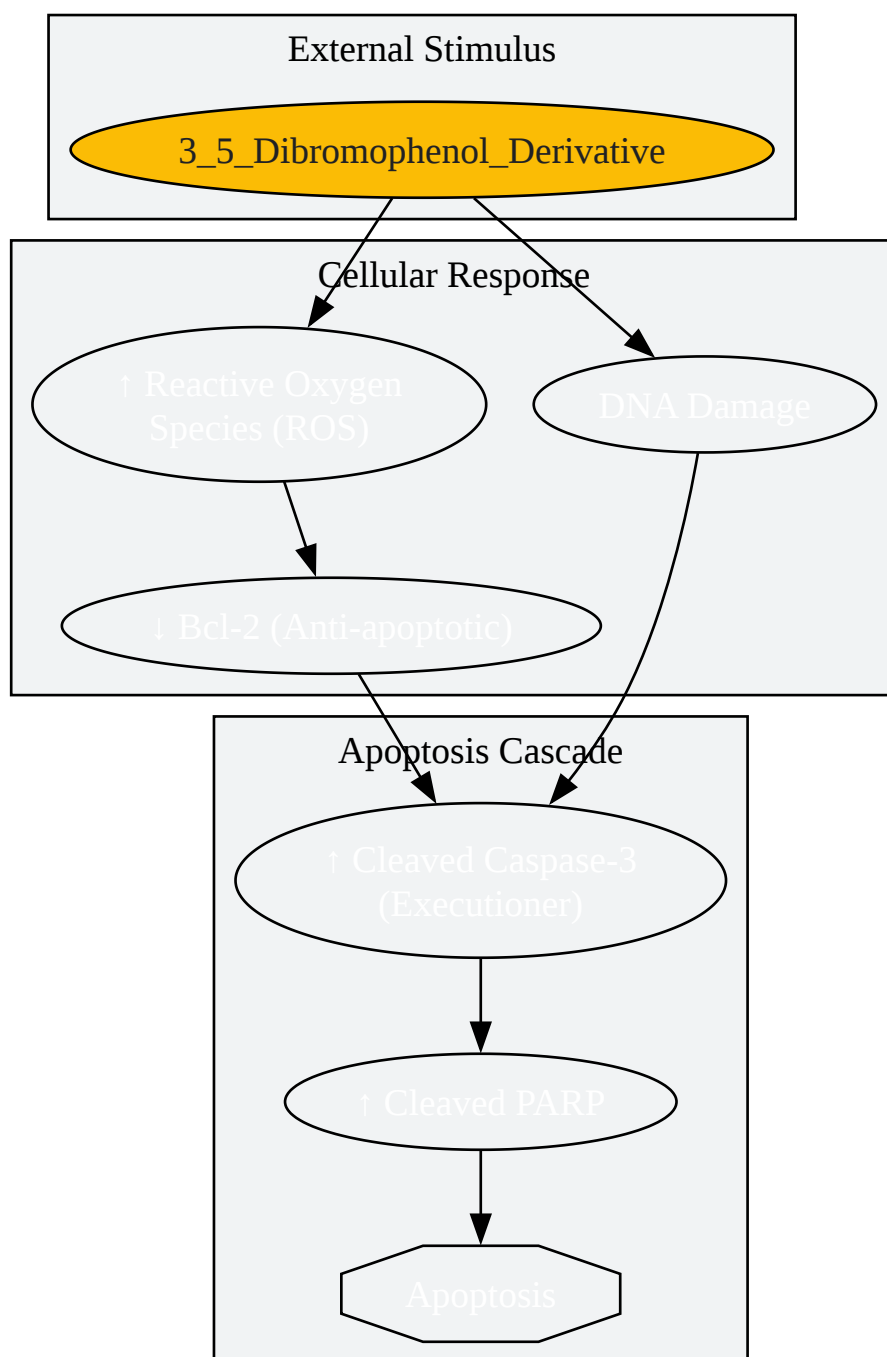 External Stimulus
3_5_Dibromophenol_Derivative
Cellular Response
↑ Reactive Oxygen
Species (ROS)
DNA Damage
↓ Bcl-2 (Anti-apoptotic)
Apoptosis Cascade
↑ Cleaved Caspase-3
(Executioner)
↑ Cleaved PARP
Apoptosis